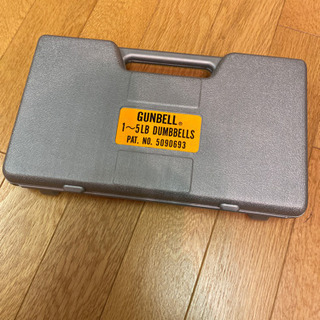 GUNBELL®
1〜5LB DUMBBELLS
PAT. NO. 5090693